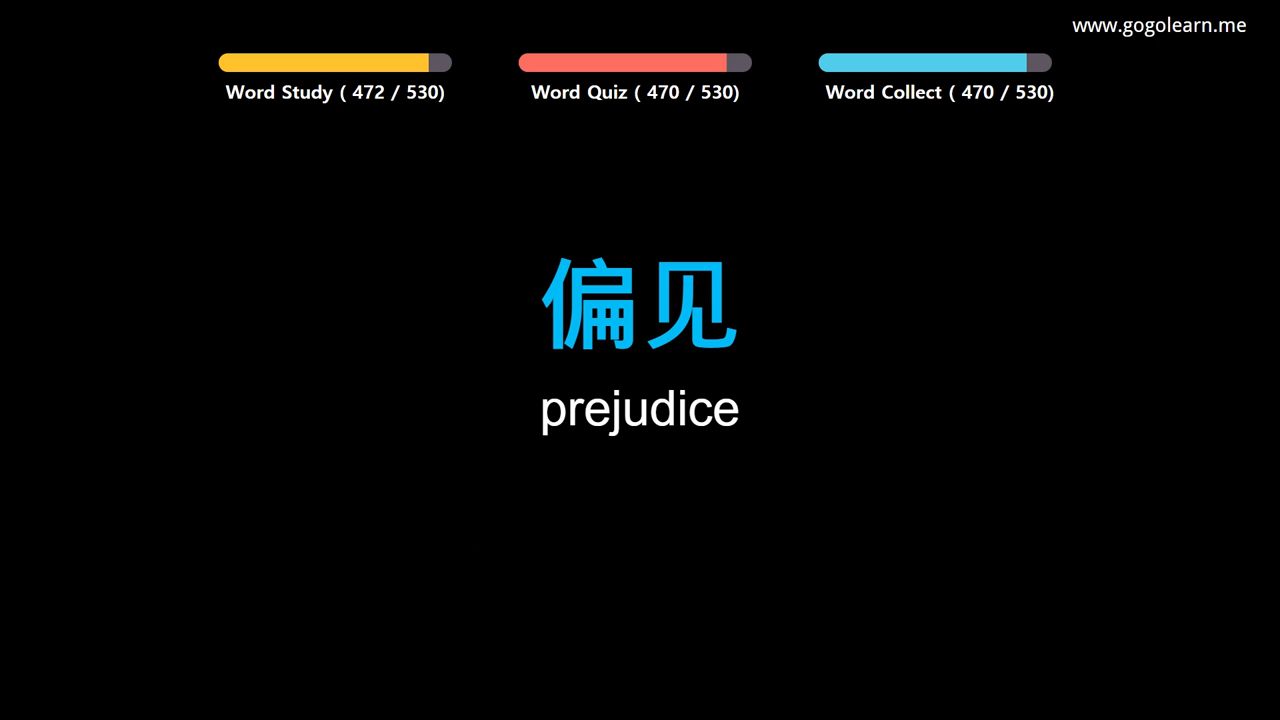 www.gogolearn.me
Word Study ( 472 / 530)
Word Quiz ( 470 / 530)
Word Collect ( 470 / 530)
偏见
prejudice